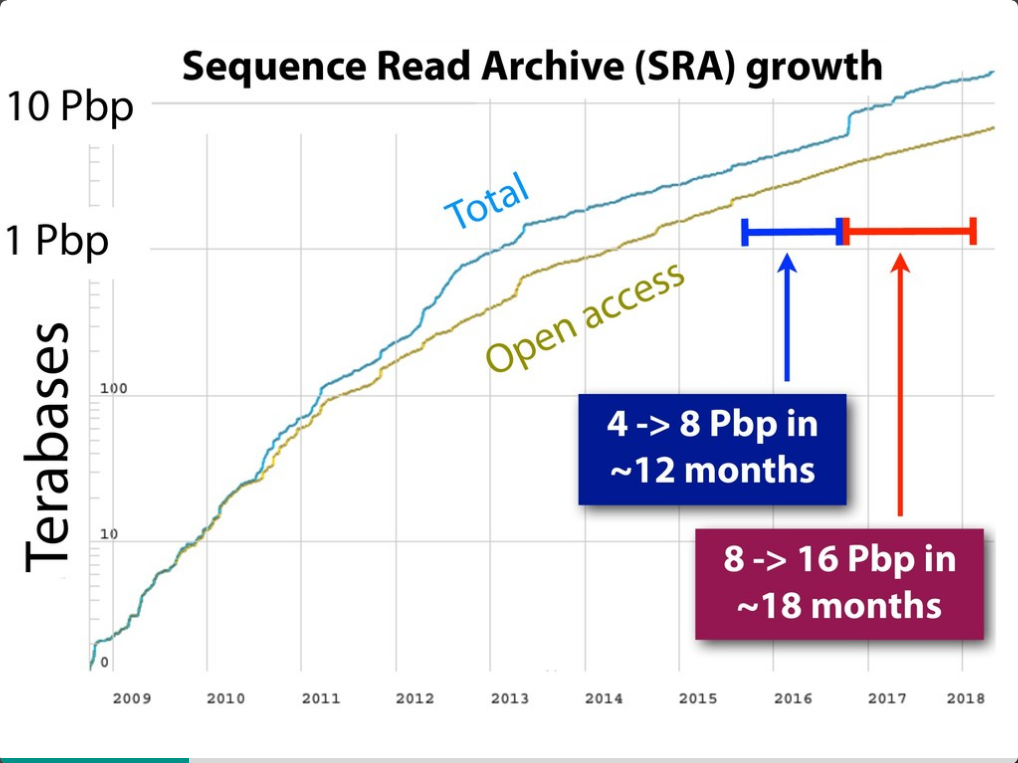 Sequence Read Archive (SRA) growth
10 Pbp
Total
1 Pbp
Open access
Terabases
100
4 -> 8 Pbp in
~12 months
10
8 -> 16 Pbp in
~18 months
0
2009 2010 2011 2012 2013 2014 2015 2016 2017 2018